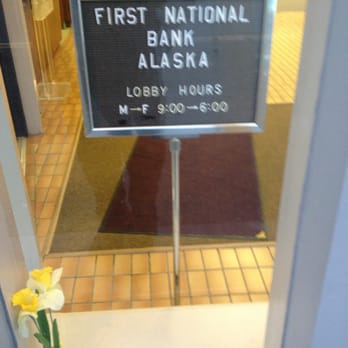 FIRST NATIONAL
BANK
ALASKA
LOBBY HOURS
M→F 9:00→6:00